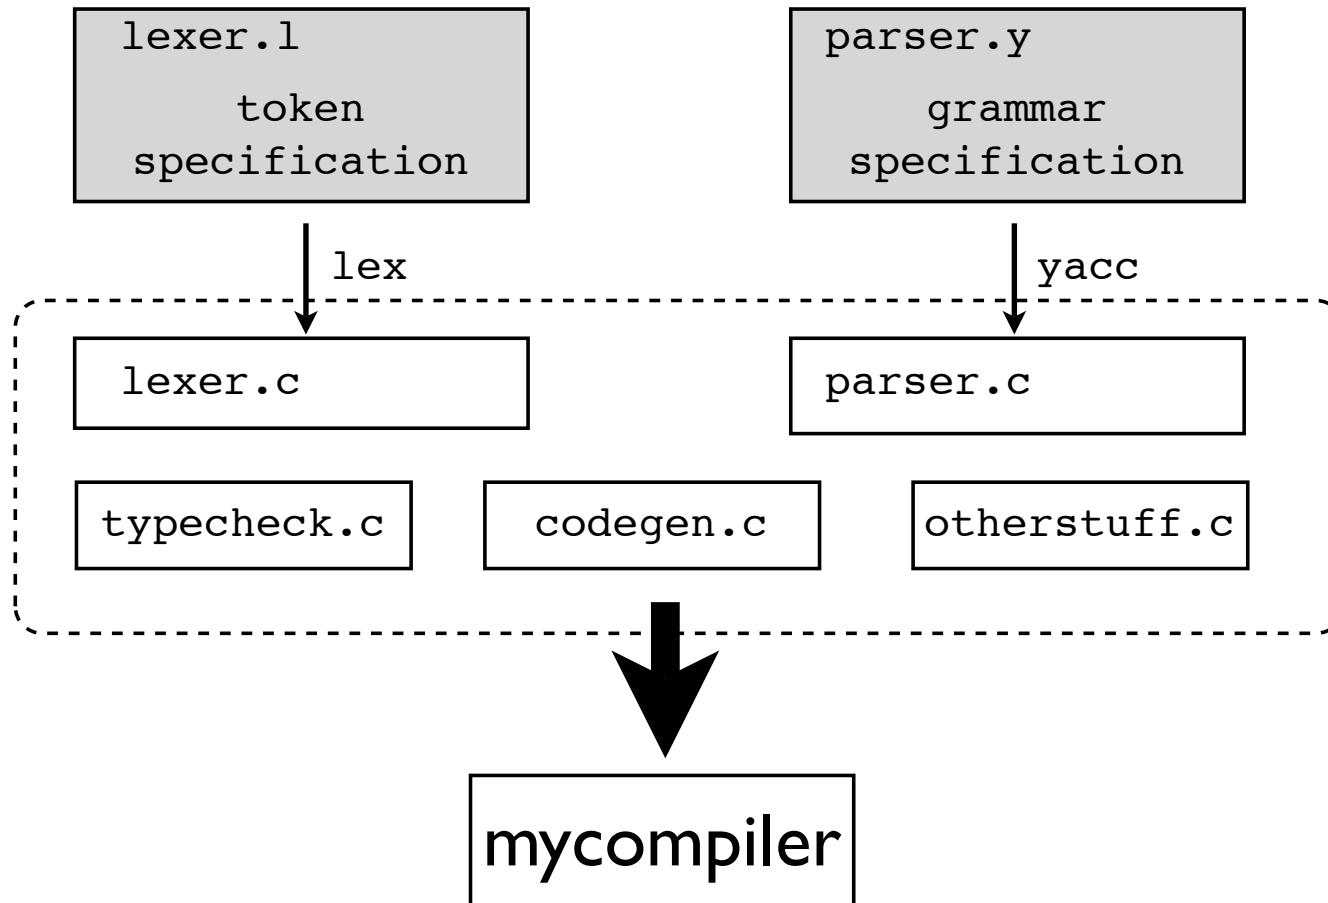 lexer.l
token
specification
parser.y
grammar
specification
lex
yacc
lexer.c
parser.c
typecheck.c
codegen.c
otherstuff.c
mycompiler